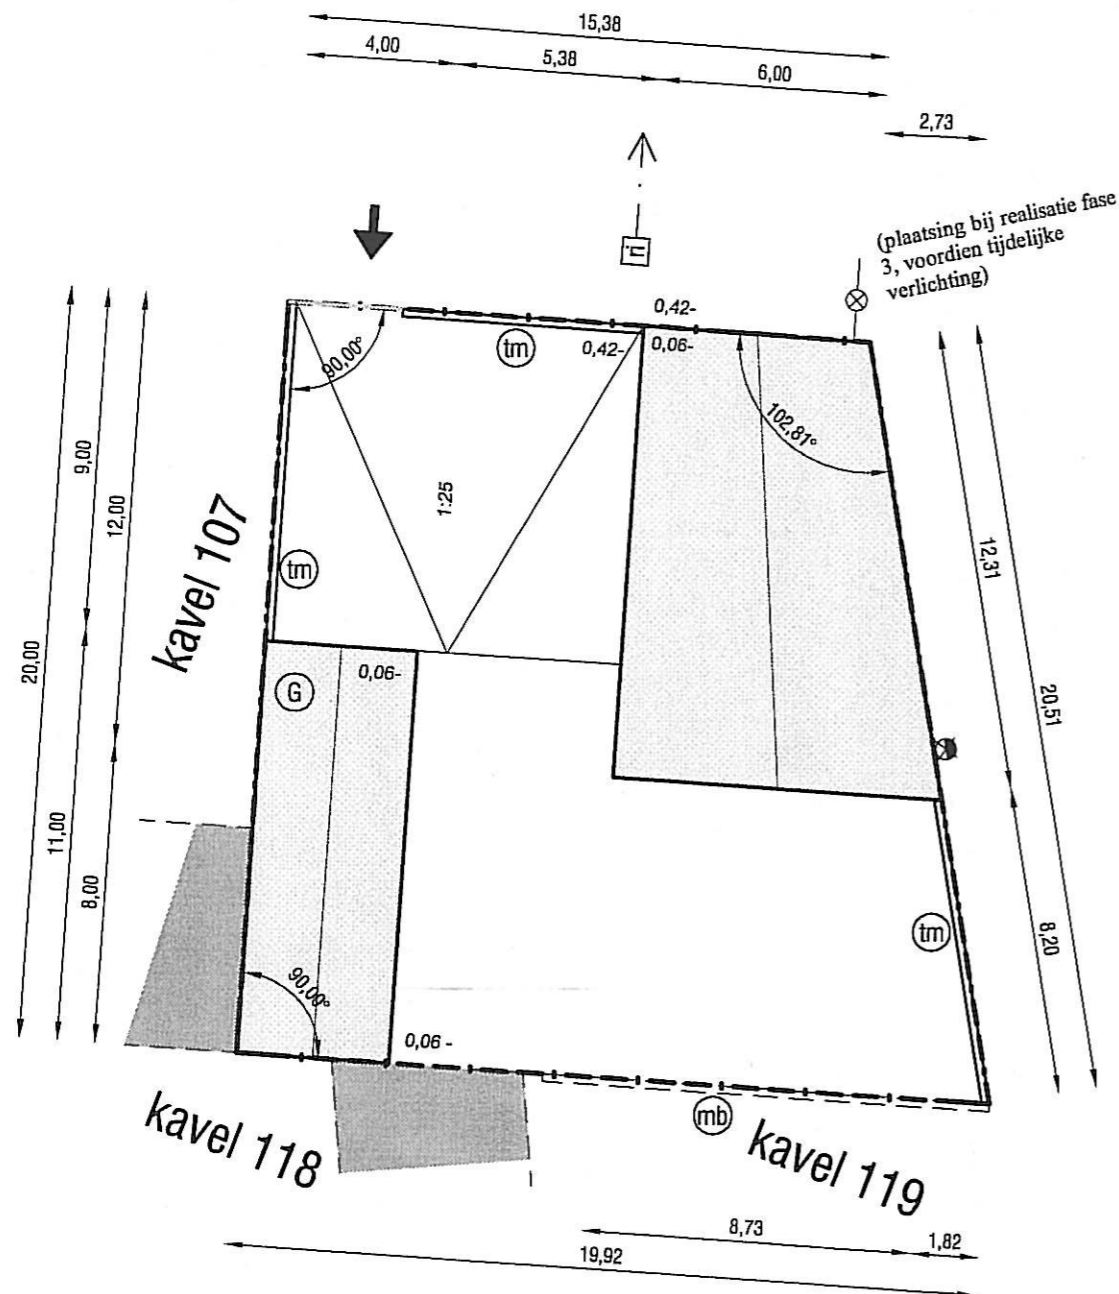 15,38
4,00
5,38
6,00
2,73
(plaatsing bij realisatie fase
3, voordien tijdelijke
verlichting)
0,42-
tm
0,42-
0,06-
90,00°
102,81°
9,00
12,00
1:25
kavel 107
tm
12,31
20,00
20,51
G
0,06-
11,00
8,00
tm
8,20
90,00°
0,06 -
mb
kavel 118
kavel 119
8,73
1,82
19,92